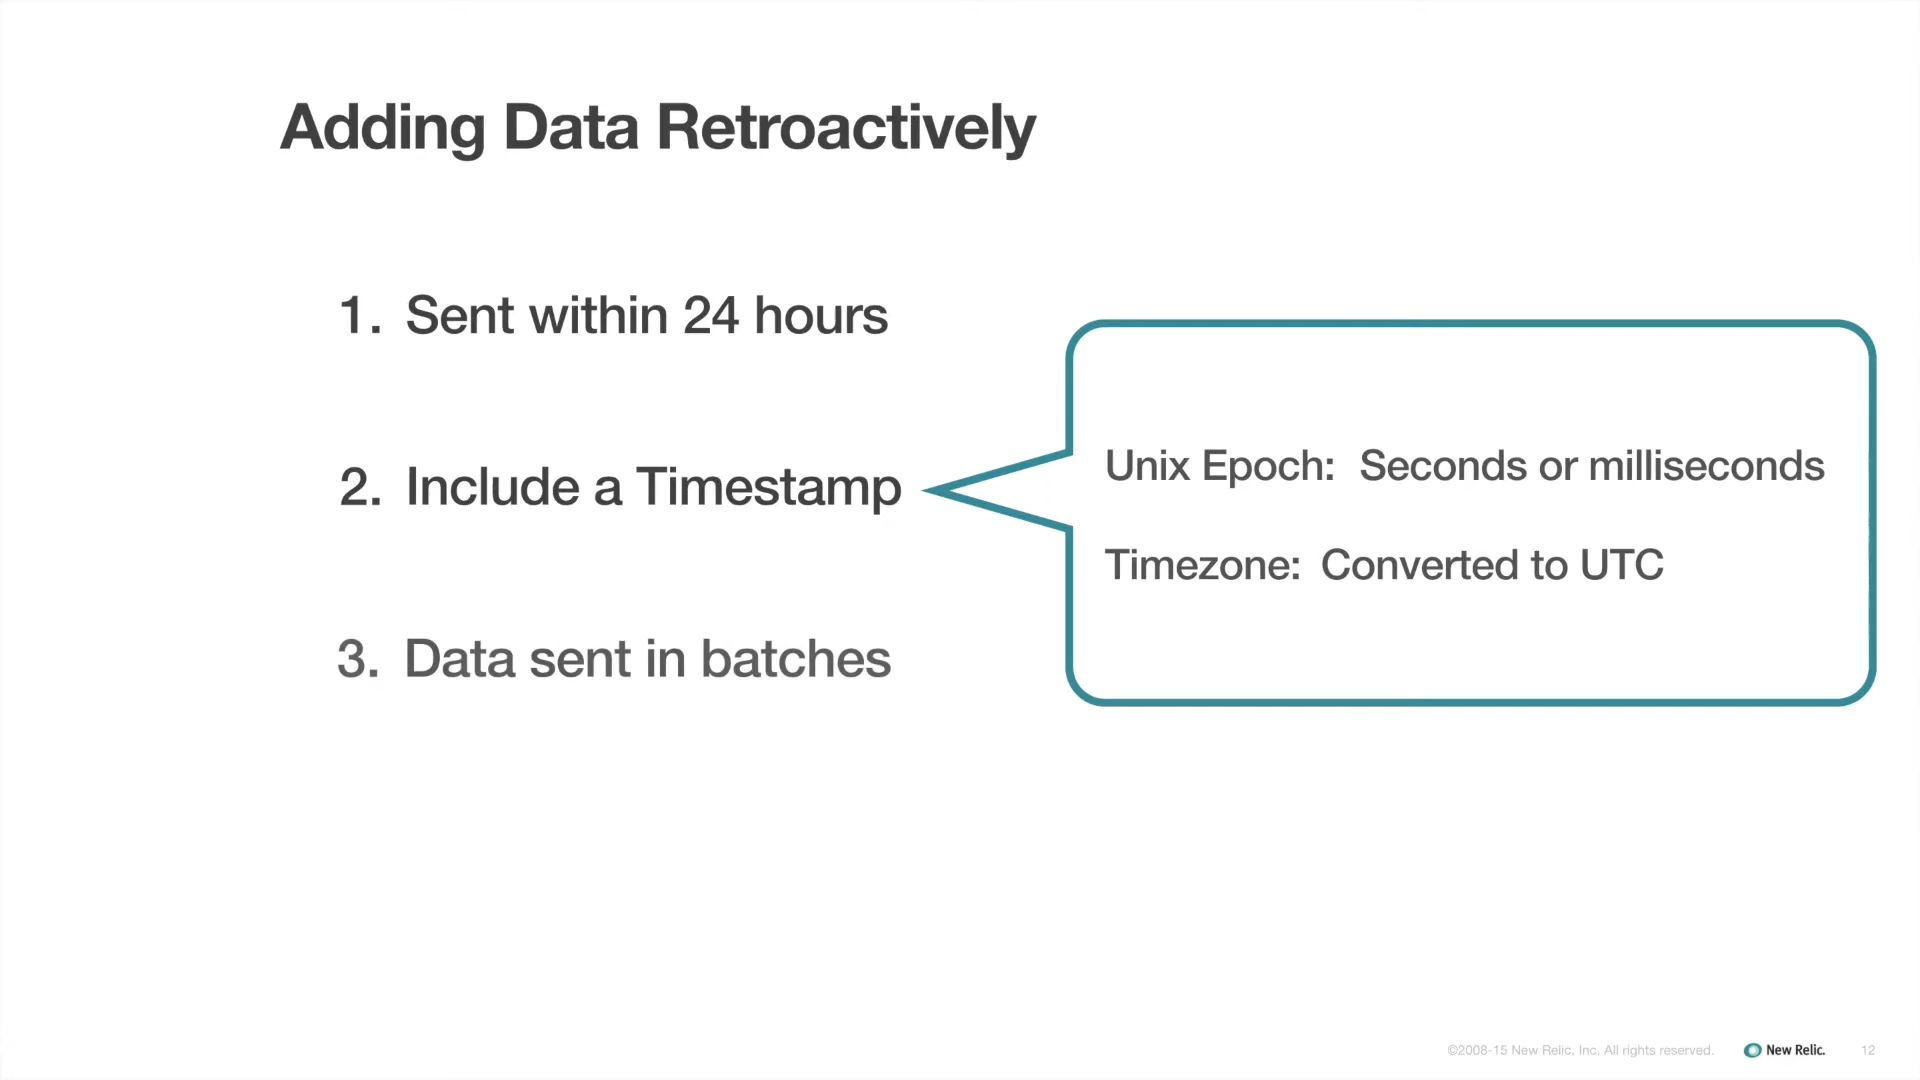 Adding Data Retroactively
1. Sent within 24 hours
2. Include a Timestamp
Unix Epoch: Seconds or milliseconds
Timezone: Converted to UTC
3. Data sent in batches
©2008-15 New Relic, Inc. All rights reserved. New Relic. 12